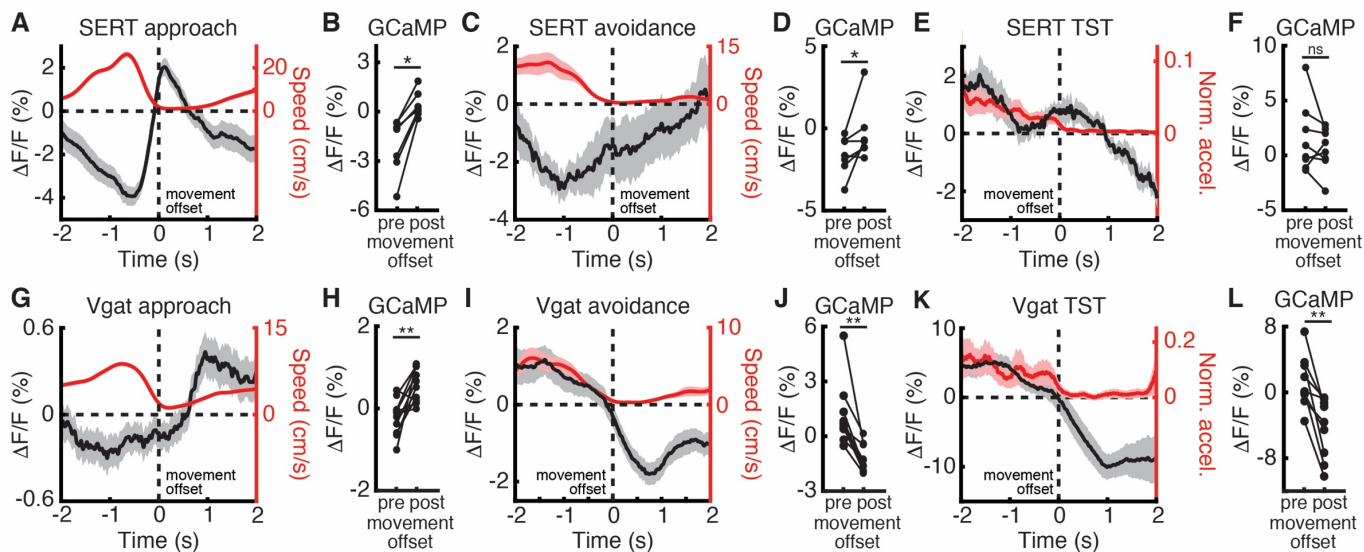 A SERT approach
ΔF/F (%)
2
0
-2
-4
20
0
Speed (cm/s)
movement
offset
-2 -1 0 1 2
Time (s)
B GCaMP
*
ΔF/F (%)
3
0
-3
-6
pre post
movement
offset
C SERT avoidance
ΔF/F (%)
2
0
-2
-4
15
0
Speed (cm/s)
movement
offset
-2 -1 0 1 2
Time (s)
D GCaMP
*
ΔF/F (%)
5
0
-5
pre post
movement
offset
E SERT TST
ΔF/F (%)
2
0
-2
0.1
0
Norm. accel.
movement
offset
-2 -1 0 1 2
Time (s)
F GCaMP
ns
ΔF/F (%)
10
5
0
-5
pre post
movement
offset
G Vgat approach
ΔF/F (%)
0.6
0
-0.6
15
0
Speed (cm/s)
movement
offset
-2 -1 0 1 2
Time (s)
H GCaMP
**
ΔF/F (%)
2
0
-2
pre post
movement
offset
I Vgat avoidance
ΔF/F (%)
2
0
-2
10
0
Speed (cm/s)
movement
offset
-2 -1 0 1 2
Time (s)
J GCaMP
**
ΔF/F (%)
6
3
0
-3
pre post
movement
offset
K Vgat TST
ΔF/F (%)
10
0
-10
0.2
0
Norm. accel.
movement
offset
-2 -1 0 1 2
Time (s)
L GCaMP
**
ΔF/F (%)
8
0
-8
pre post
movement
offset